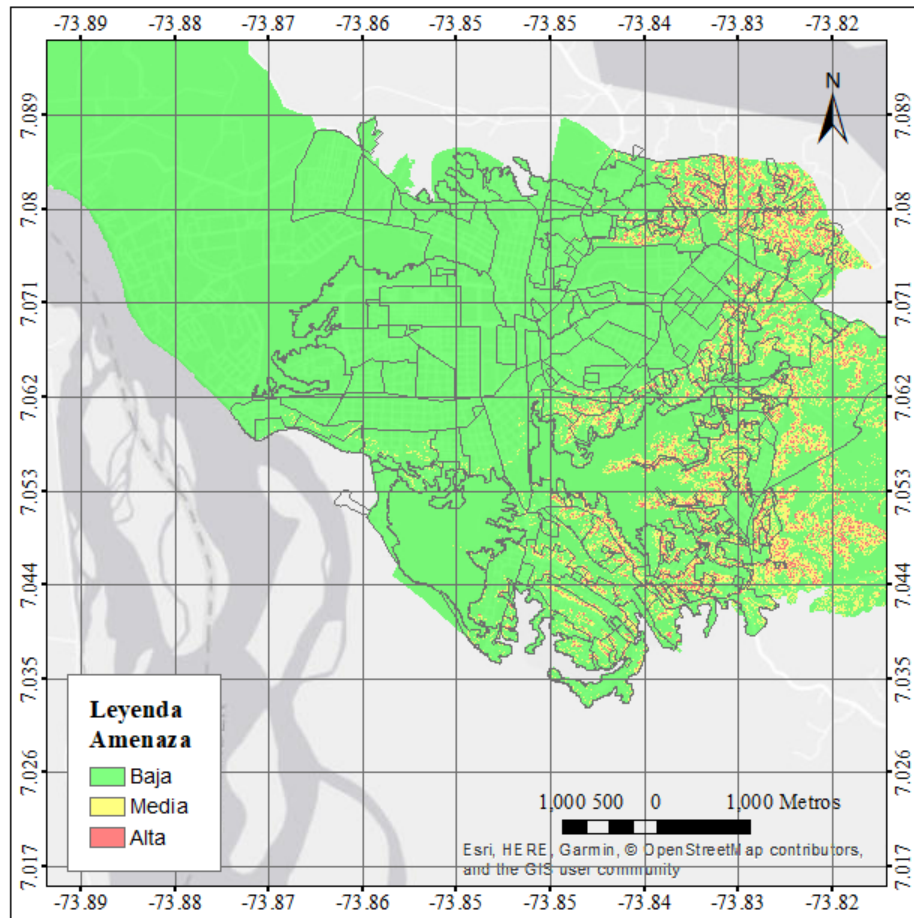 -73.89 -73.88 -73.87 -73.86 -73.85 -73.84 -73.83 -73.82
N
7.089 7.089
7.08 7.08
7.071 7.071
7.062 7.062
7.053 7.053
7.044 7.044
7.035 7.035
7.026 7.026
7.017 7.017
Leyenda
Amenaza
Baja
Media
Alta
1,000 500 0 1,000 Metros
Esri, HERE, Garmin, © OpenStreetMap contributors,
and the GIS user community
-73.89 -73.88 -73.87 -73.86 -73.85 -73.84 -73.83 -73.82